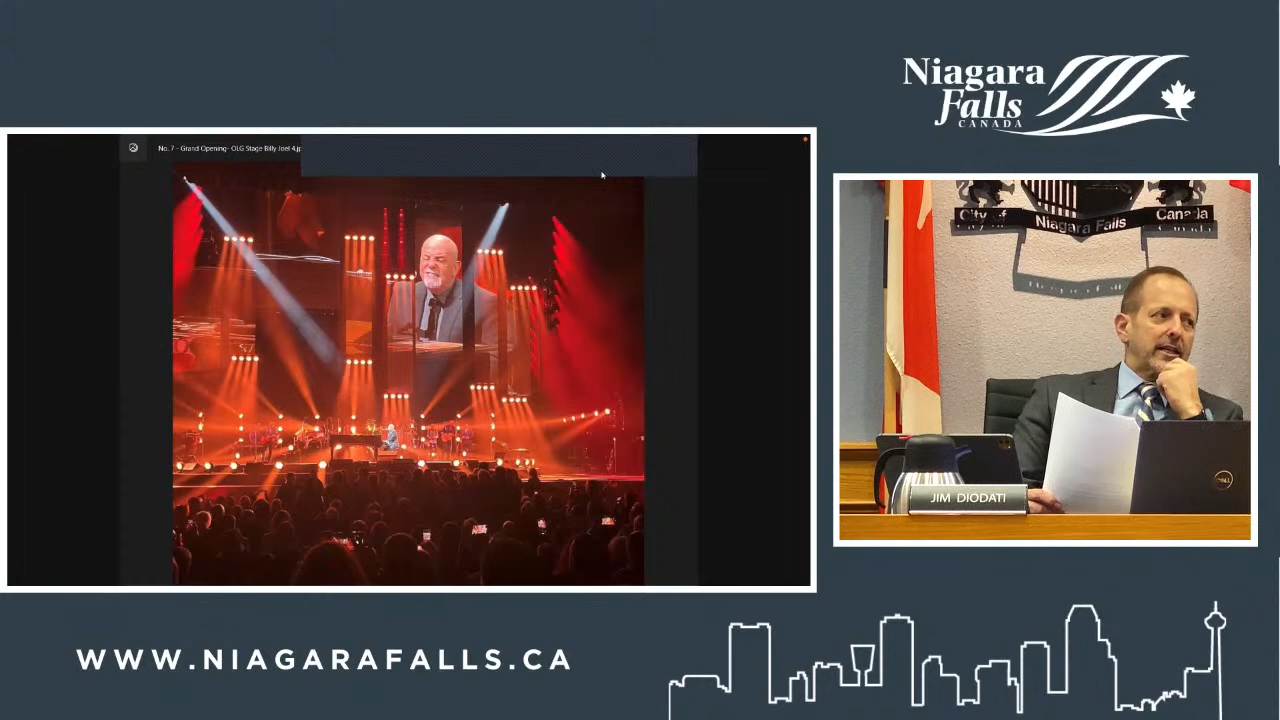 Niagara
Falls
CANADA
No. 7 - Grand Opening- OLG Stage Billy Joel 4.jp
City of
Niagara Falls
Canada
JIM DIODATI
DELL
WWW.NIAGARAFALLS.CA